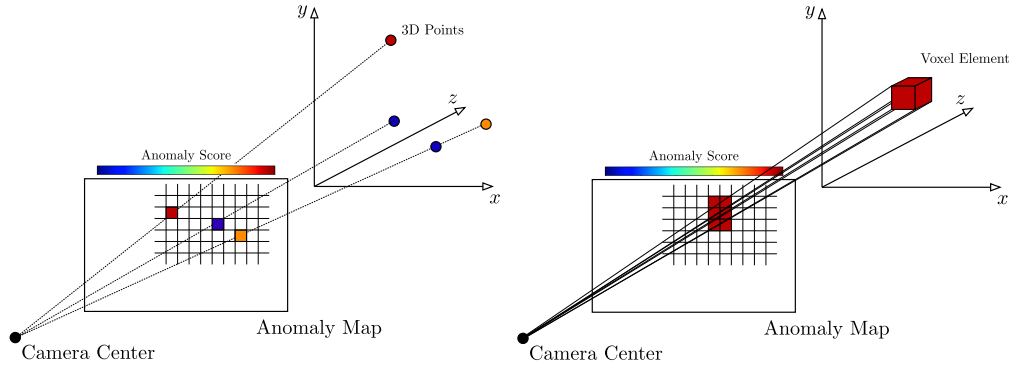 y
3D Points
z
Anomaly Score
x
Anomaly Map
Camera Center
y
Voxel Element
z
Anomaly Score
x
Anomaly Map
Camera Center